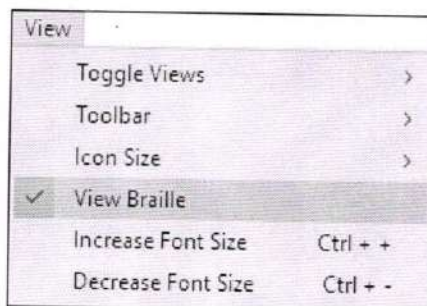 View
Toggle Views >
Toolbar >
Icon Size >
✓ View Braille
Increase Font Size Ctrl + +
Decrease Font Size Ctrl + -